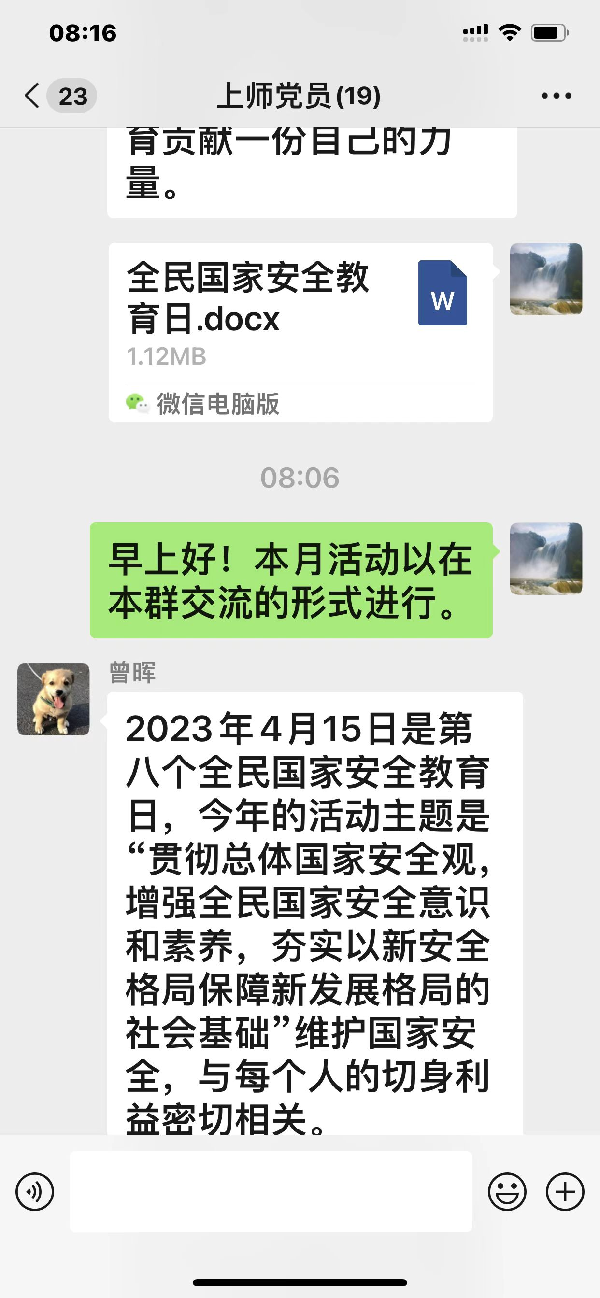 08:16
23
上师党员(19)
育贡献一份自己的力
量。
全民国家安全教
育日.docx
W
1.12MB
微信电脑版
08:06
早上好！本月活动以在
本群交流的形式进行。
曾晖
2023年4月15日是第
八个全民国家安全教育
日，今年的活动主题是
“贯彻总体国家安全观，
增强全民国家安全意识
和素养，夯实以新安全
格局保障新发展格局的
社会基础”维护国家安
全，与每个人的切身利
益密切相关。